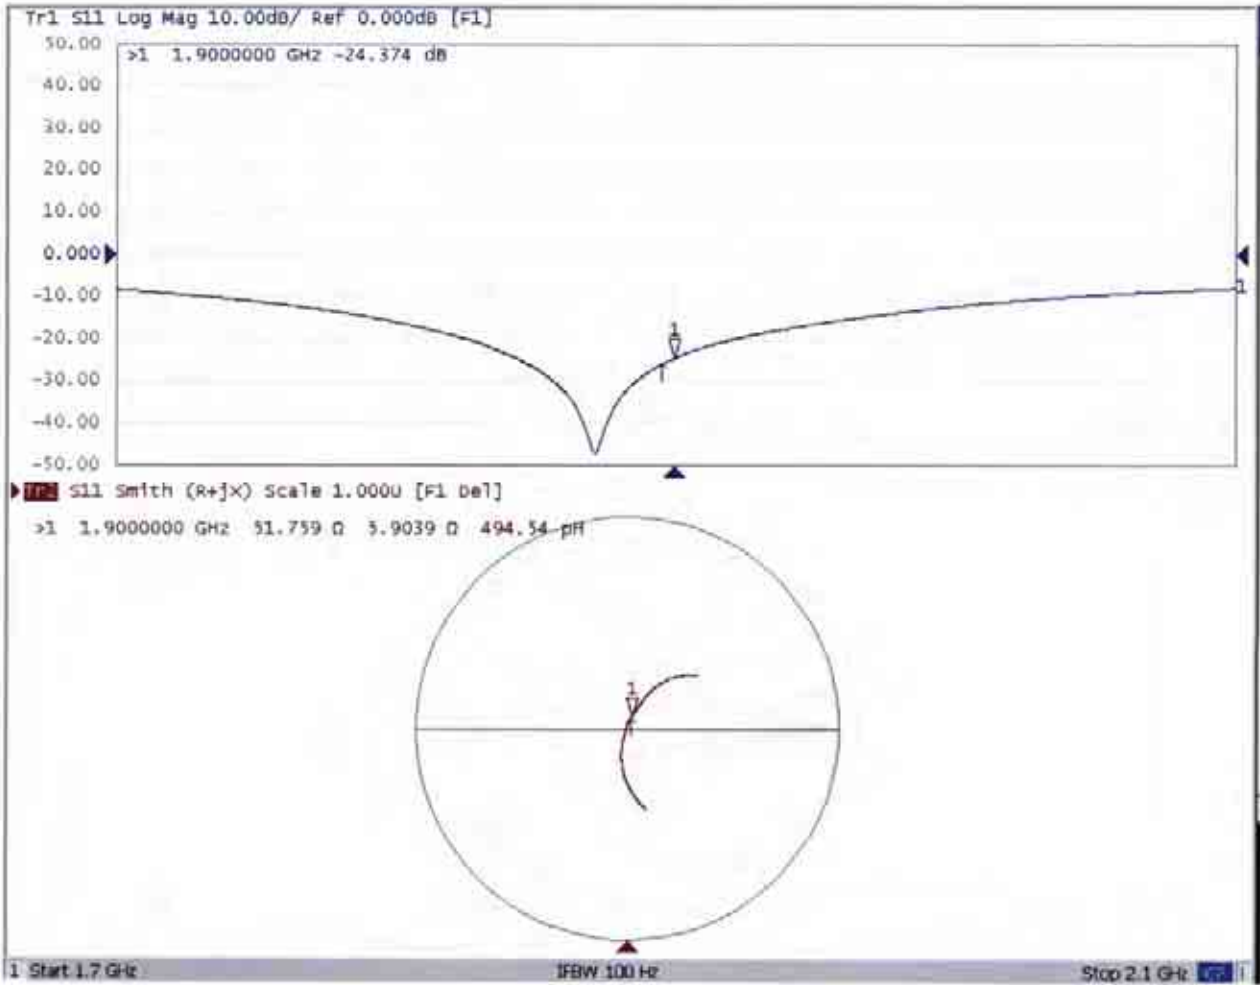 Tr1 S11 Log Mag 10.00dB/ Ref 0.000dB [F1]
50.00
>1 1.9000000 GHz -24.374 dB
40.00
30.00
20.00
10.00
0.000
-10.00
1
-20.00
1
-30.00
-40.00
-50.00
Tr2 S11 Smith (R+jX) Scale 1.000U [F1 Del]
>1 1.9000000 GHz 51.759 Ω 5.9039 Ω 494.54 pH
1
1 Start 1.7 GHz IFBW 100 Hz Stop 2.1 GHz